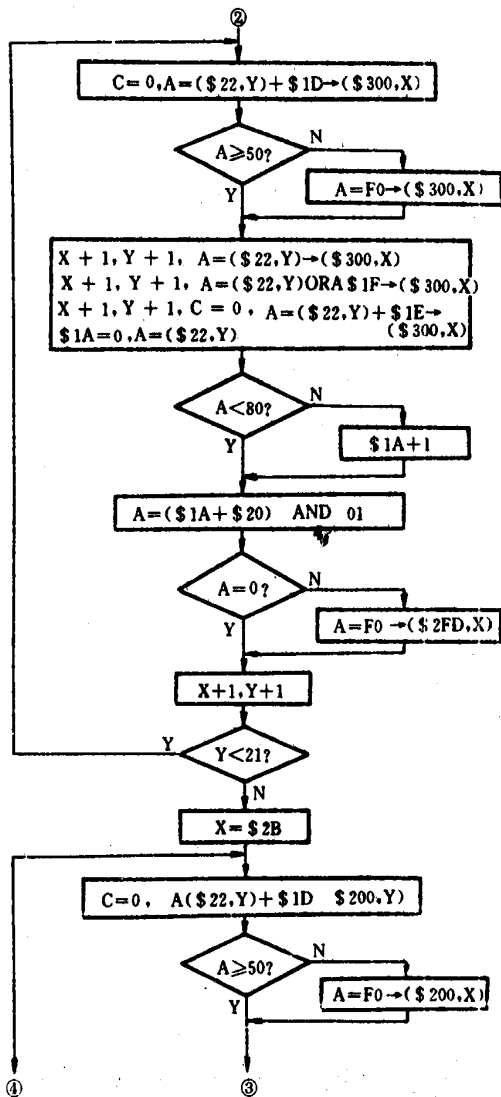 ②
C=0,A=($22,Y)+$1D→($300,X)
A≥50?
N
Y
A=F0→($300,X)
X+1,Y+1, A=($22,Y)→($300,X)
X+1,Y+1, A=($22,Y)ORA$1F→($300,X)
X+1,Y+1,C=0, A=($22,Y)+$1E→
$1A=0,A=($22,Y) ($300,X)
A<80?
N
Y
$1A+1
A=($1A+$20) AND 01
A=0?
N
Y
A=F0→($2FD,X)
X+1,Y+1
Y
Y<21?
N
X=$2B
C=0, A($22,Y)+$1D $200,Y)
A≥50?
N
Y
A=F0→($200,X)
④
③